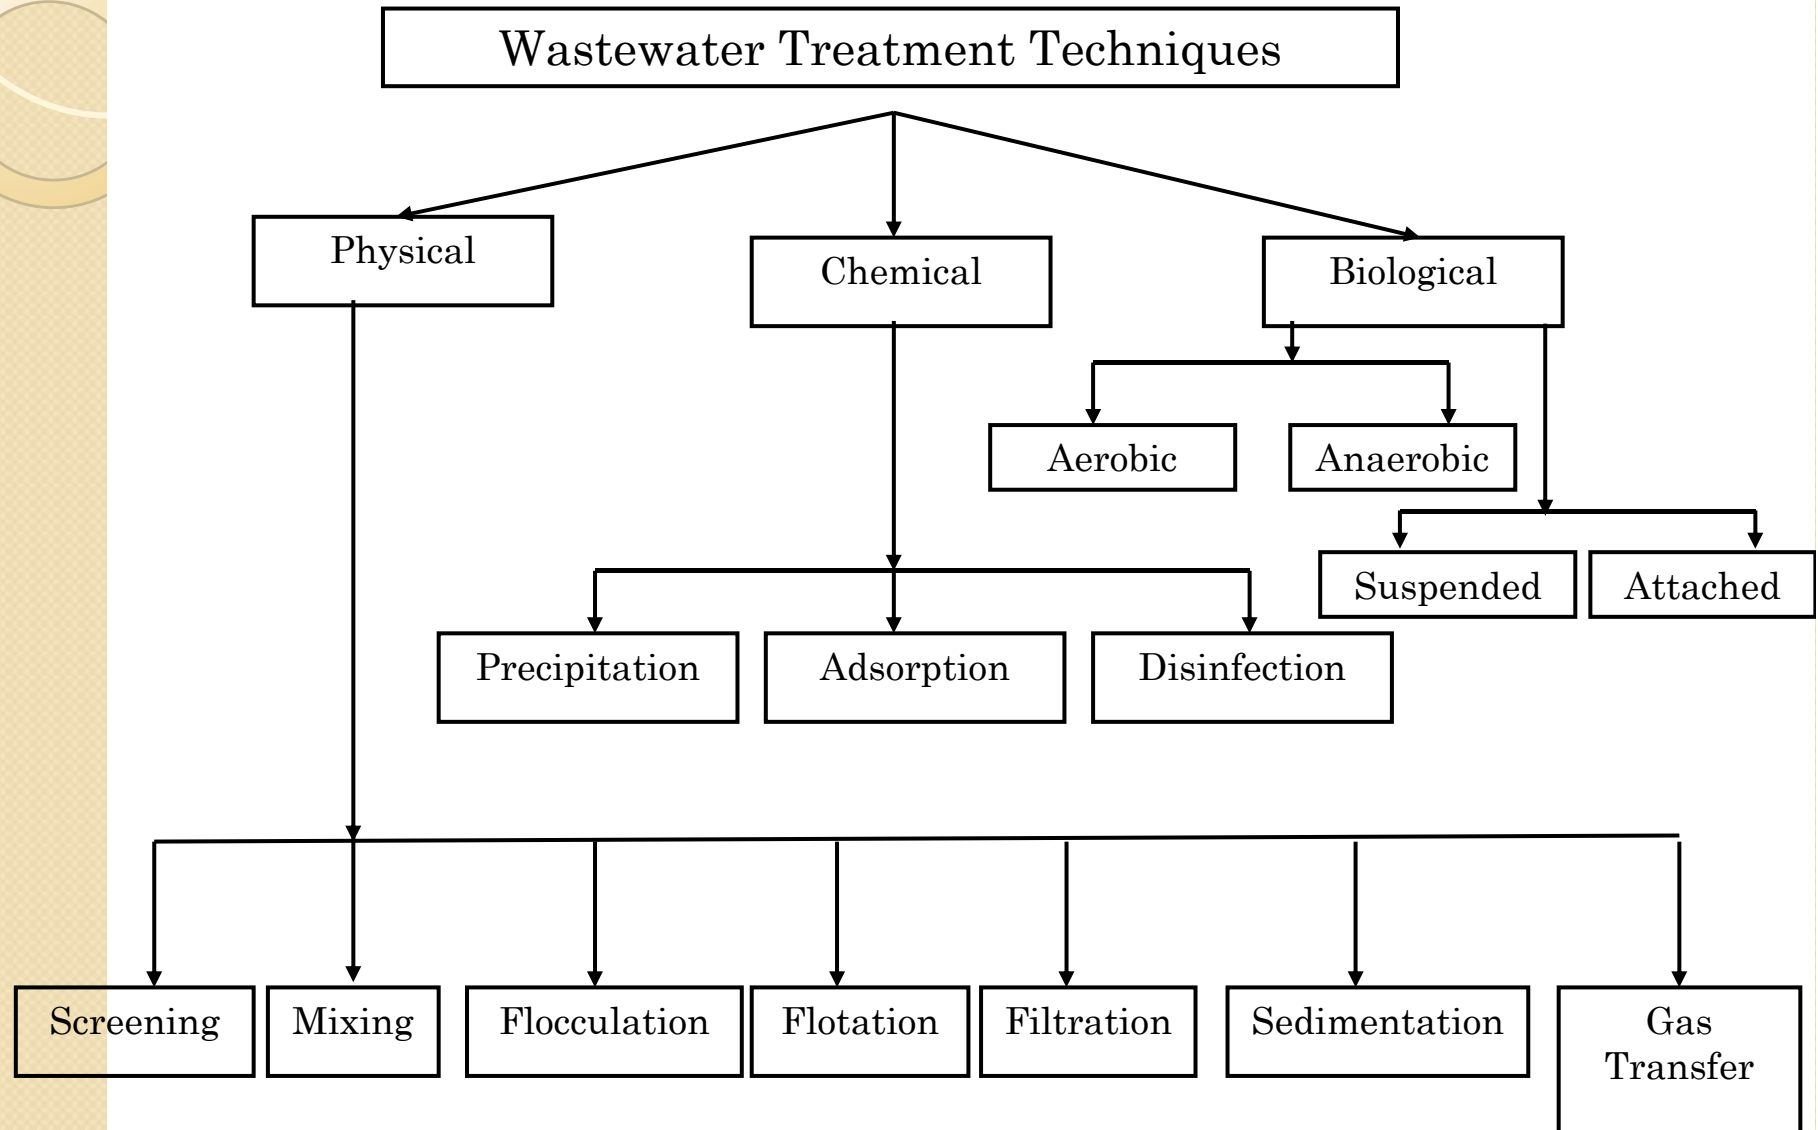 Wastewater Treatment Techniques
Physical
Chemical
Biological
Aerobic
Anaerobic
Suspended
Attached
Precipitation
Adsorption
Disinfection
Screening
Mixing
Flocculation
Flotation
Filtration
Sedimentation
Gas
Transfer